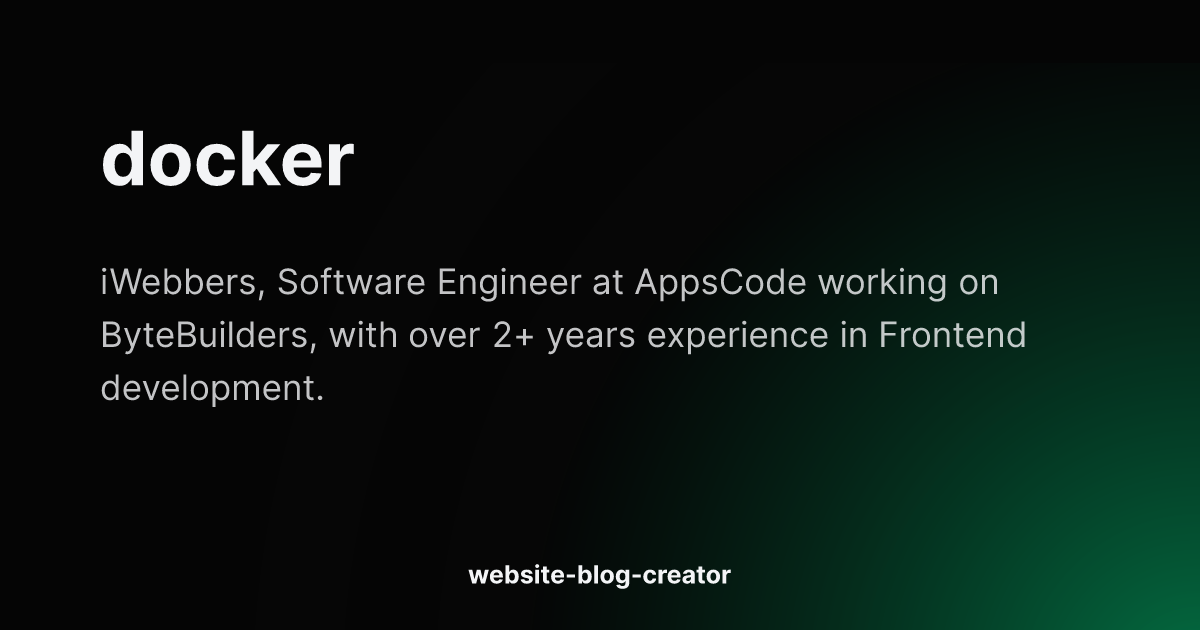 docker
iWebbers, Software Engineer at AppsCode working on
ByteBuilders, with over 2+ years experience in Frontend
development.
website-blog-creator